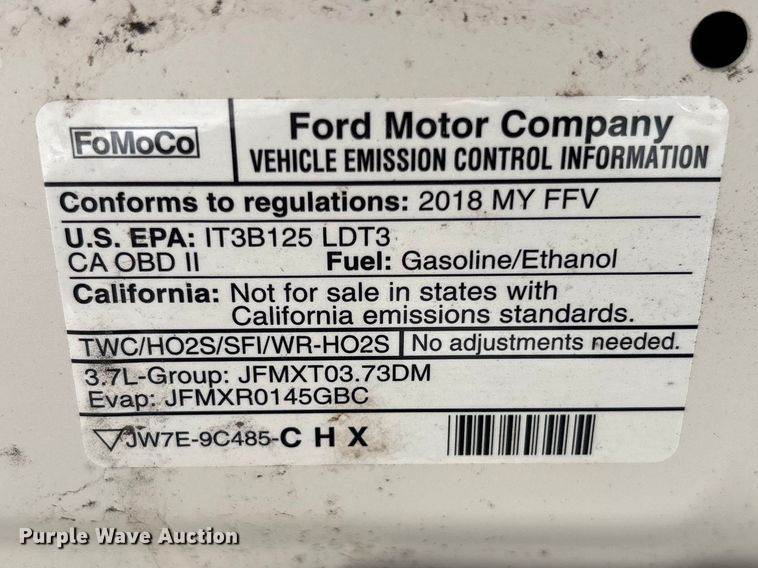 FoMoCo
Ford Motor Company
VEHICLE EMISSION CONTROL INFORMATION
Conforms to regulations: 2018 MY FFV
U.S. EPA: IT3B125 LDT3
CA OBD II Fuel: Gasoline/Ethanol
California: Not for sale in states with
California emissions standards.
TWC/HO2S/SFI/WR-HO2S No adjustments needed.
3.7L-Group: JFMXT03.73DM
Evap: JFMXR0145GBC
JW7E-9C485-C H X
Purple Wave Auction